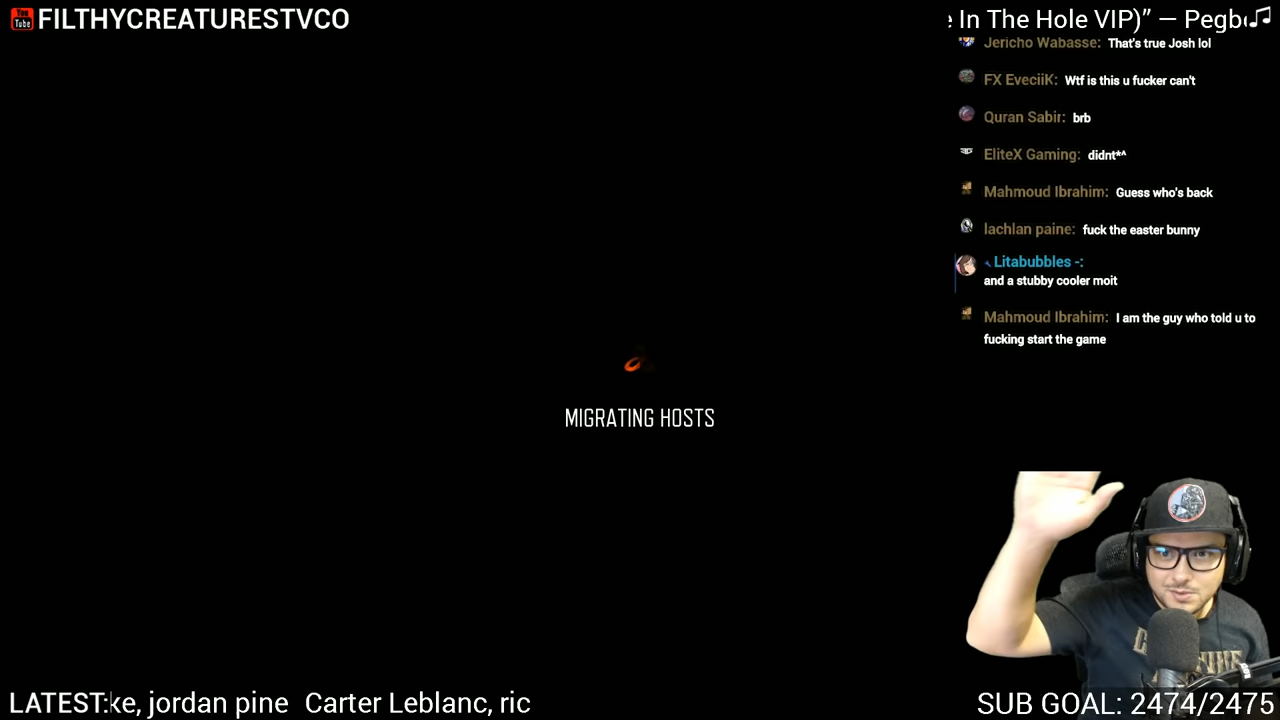 You Tube FILTHYCREATURESTVCO
In The Hole VIP)” — Pegb
Jericho Wabasse: That's true Josh lol
FX EveciiK: Wtf is this u fucker can't
Quran Sabir: brb
EliteX Gaming: didnt*^
Mahmoud Ibrahim: Guess who's back
lachlan paine: fuck the easter bunny
Litabubbles -:
and a stubby cooler moit
Mahmoud Ibrahim: I am the guy who told u to
fucking start the game
MIGRATING HOSTS
LATEST: ke, jordan pine Carter Leblanc, ric
SUB GOAL: 2474/2475